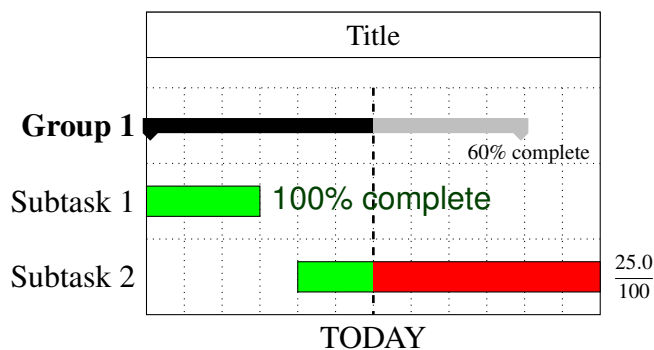 Title
Group 1
60% complete
Subtask 1 100% complete
Subtask 2 25.0
100
TODAY